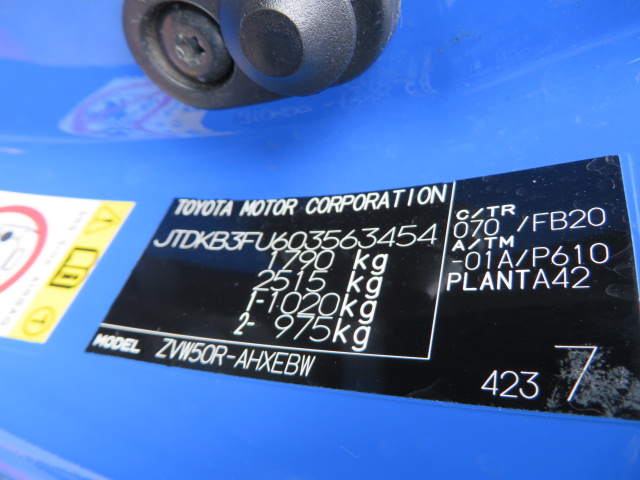 TOYOTA MOTOR CORPORATION
JTDKB3FU603563454
1790 kg
2515 kg
1-1020kg
2- 975kg
MODEL ZVW50R-AHXEBW
C/TR
070 /FB20
A/TM
-01A/P610
PLANTA42
423 7